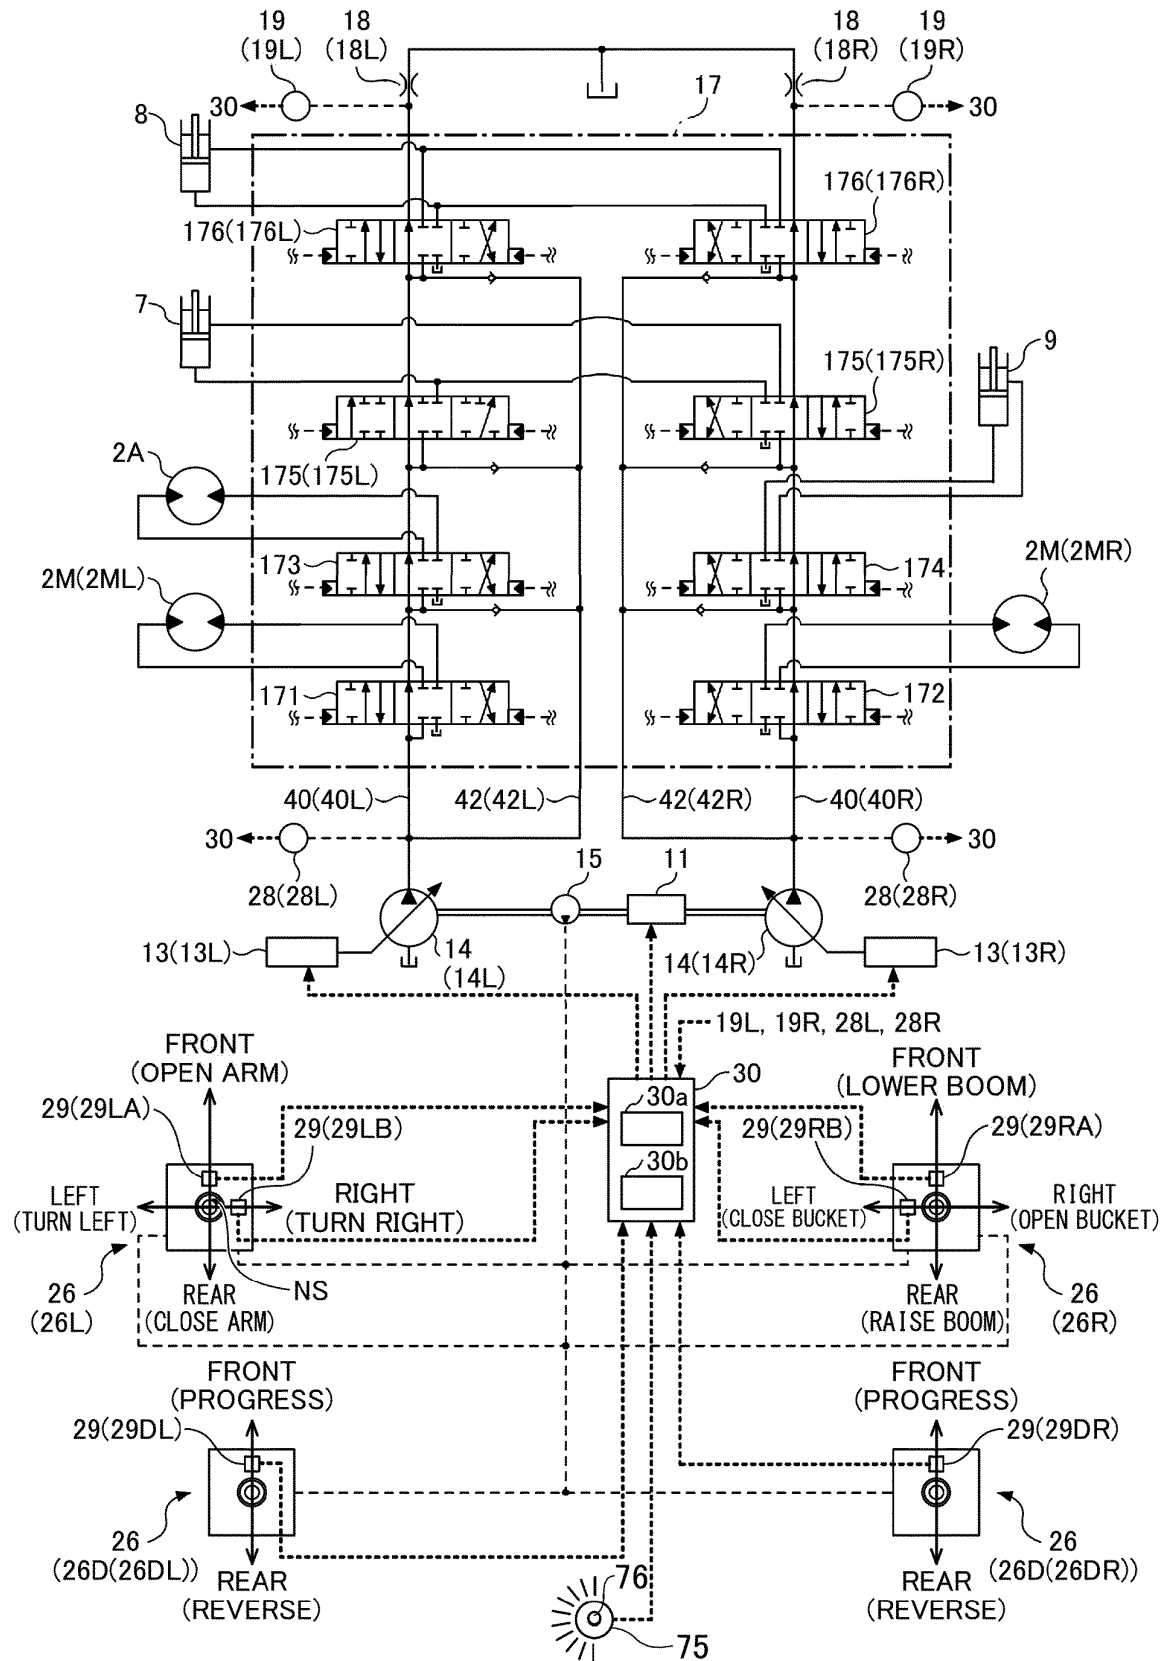 19
(19L)
18
(18L)
18
(18R)
19
(19R)
30
17
30
8
176(176R)
176(176L)
7
9
175(175R)
2A
175(175L)
173
174
2M(2MR)
2M(2ML)
171
172
40(40L)
42(42L)
42(42R)
40(40R)
30
30
15
11
28(28L)
28(28R)
13(13L)
14
(14L)
14(14R)
13(13R)
19L, 19R, 28L, 28R
FRONT
(OPEN ARM)
30
FRONT
(LOWER BOOM)
29(29LA)
29(29LB)
30a
29(29RB)
29(29RA)
30b
LEFT
(TURN LEFT)
RIGHT
(TURN RIGHT)
LEFT
(CLOSE BUCKET)
RIGHT
(OPEN BUCKET)
26
(26L)
REAR
(CLOSE ARM)
NS
REAR
(RAISE BOOM)
26
(26R)
FRONT
(PROGRESS)
FRONT
(PROGRESS)
29(29DL)
29(29DR)
26
(26D(26DL))
26
(26D(26DR))
REAR
(REVERSE)
76
REAR
(REVERSE)
75